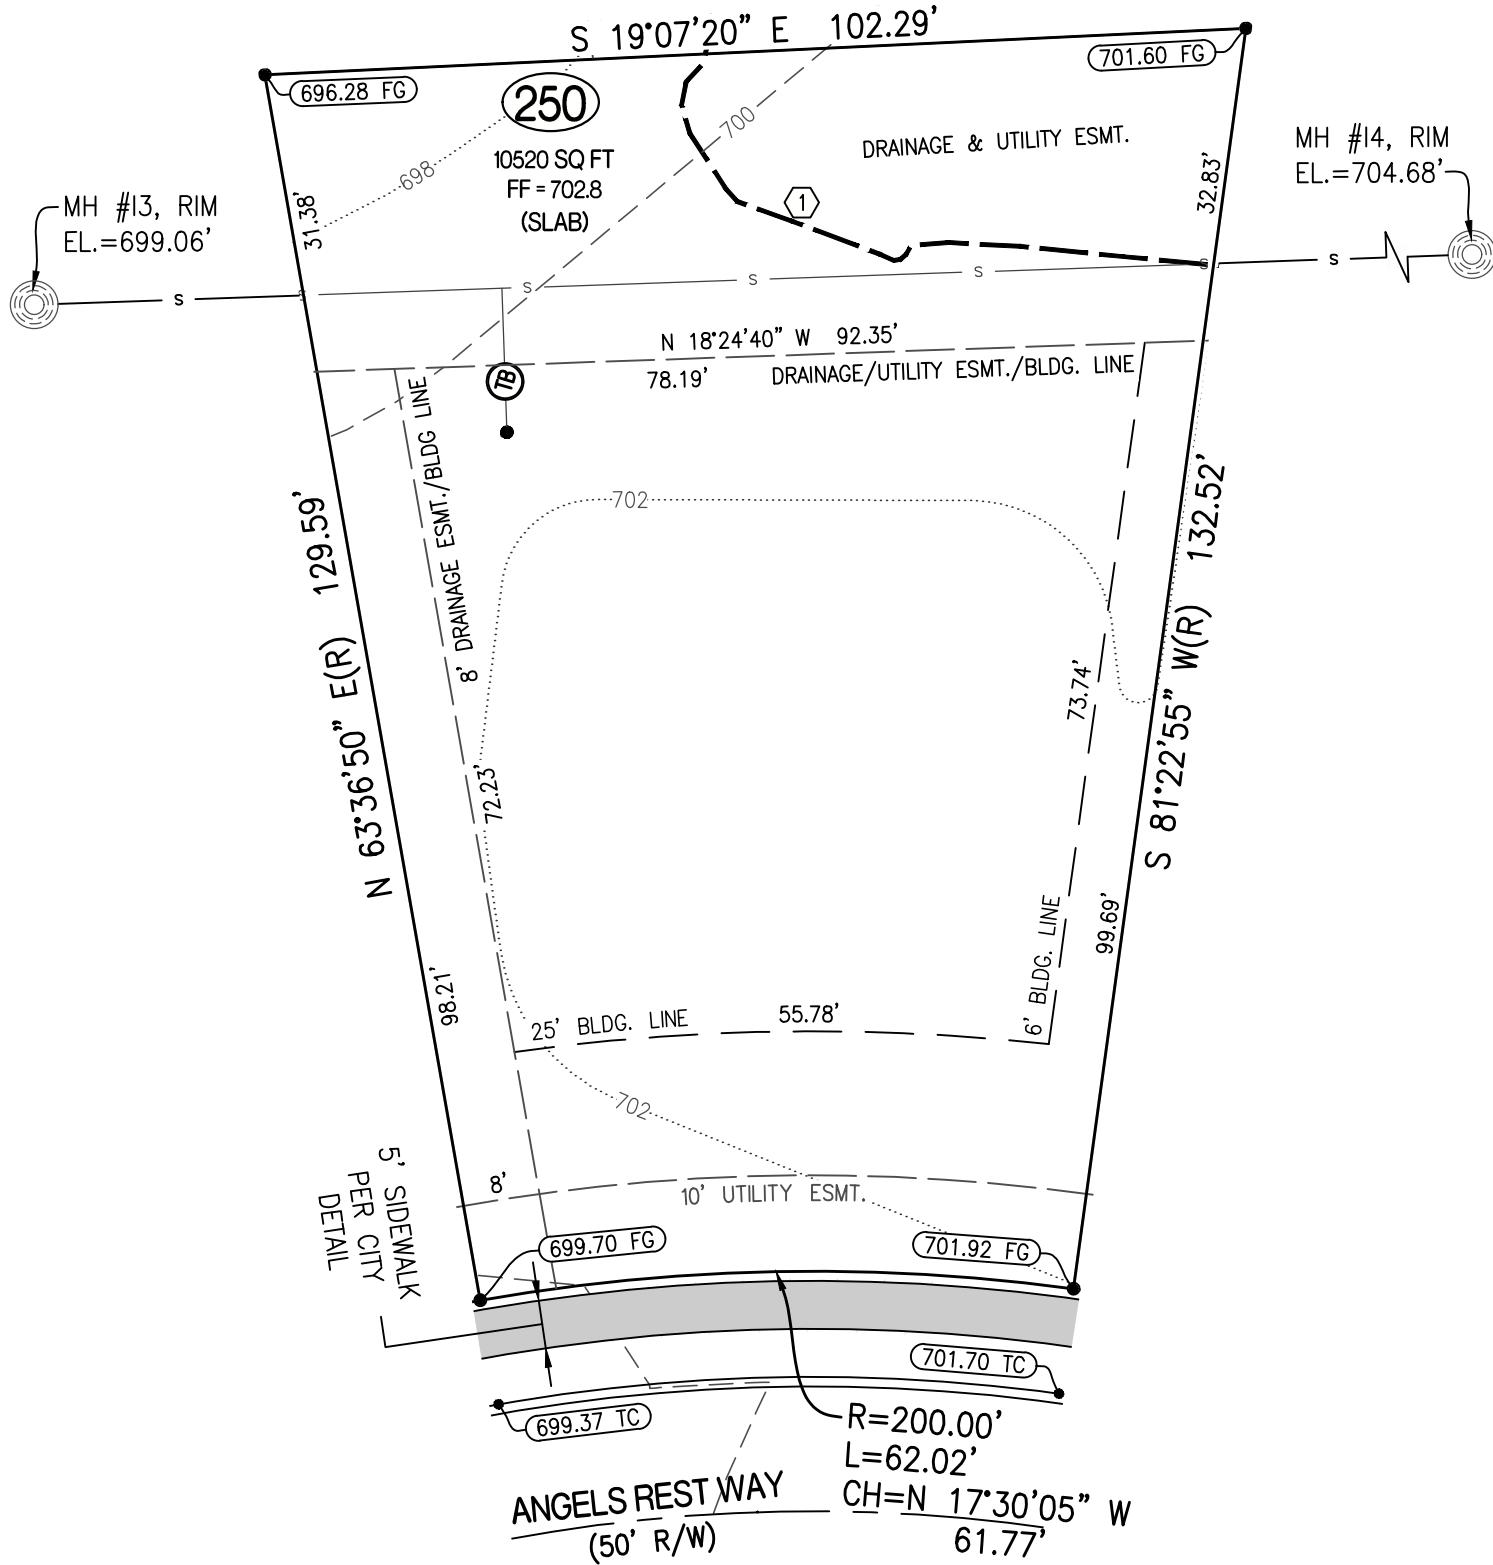 S 19°07'20" E 102.29'
696.28 FG
701.60 FG
250
10520 SQ FT
FF = 702.8
(SLAB)
698
700
DRAINAGE & UTILITY ESMT.
MH #13, RIM
EL.=699.06'
MH #14, RIM
EL.=704.68'
31.38'
32.83'
1
S
S
S
S
S
S
S
N 18°24'40" W 92.35'
78.19'
DRAINAGE/UTILITY ESMT./BLDG. LINE
TB
8' DRAINAGE ESMT./BLDG LINE
702
N 63°36'50" E(R) 129.59'
S 81°22'55" W(R) 132.52'
73.74'
72.23'
98.21'
99.69'
6' BLDG. LINE
25' BLDG. LINE
55.78'
702
5' SIDEWALK
PER CITY
DETAIL
8'
10' UTILITY ESMT.
699.70 FG
701.92 FG
701.70 TC
699.37 TC
R=200.00'
L=62.02'
CH=N 17°30'05" W
61.77'
ANGELS REST WAY
(50' R/W)